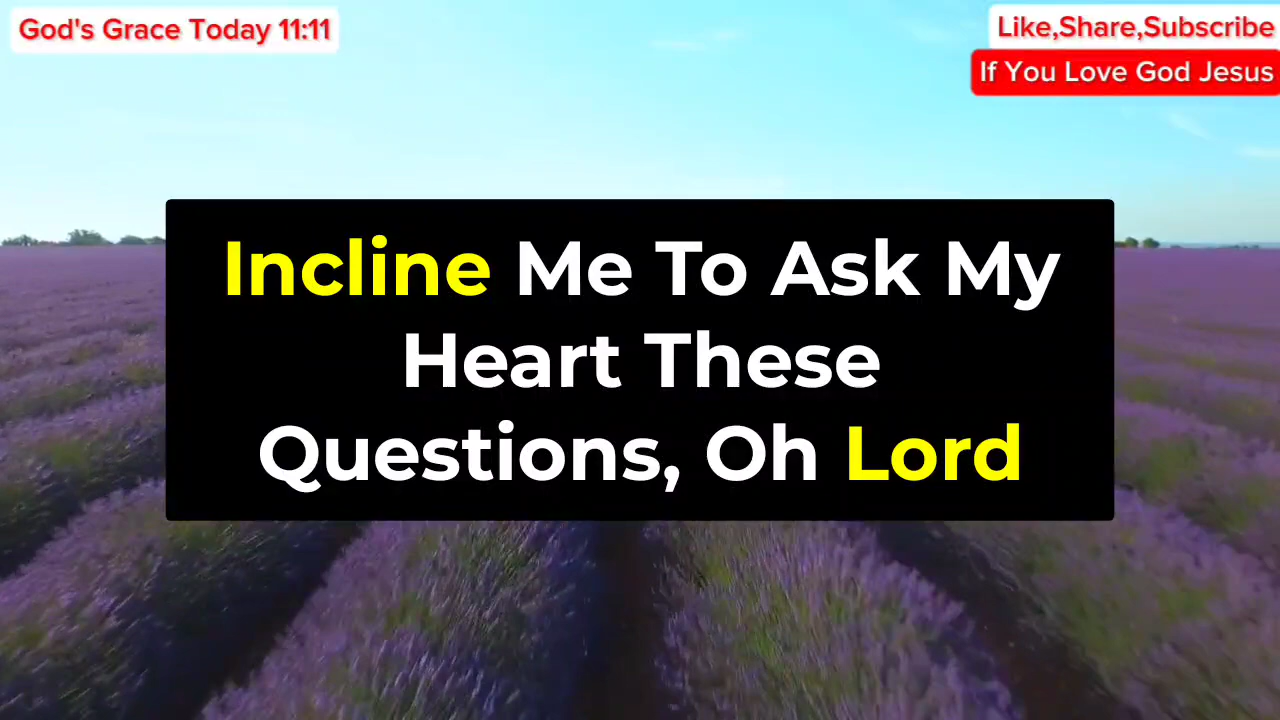 God's Grace Today 11:11
Like,Share,Subscribe
If You Love God Jesus
Incline Me To Ask My
Heart These
Questions, Oh Lord